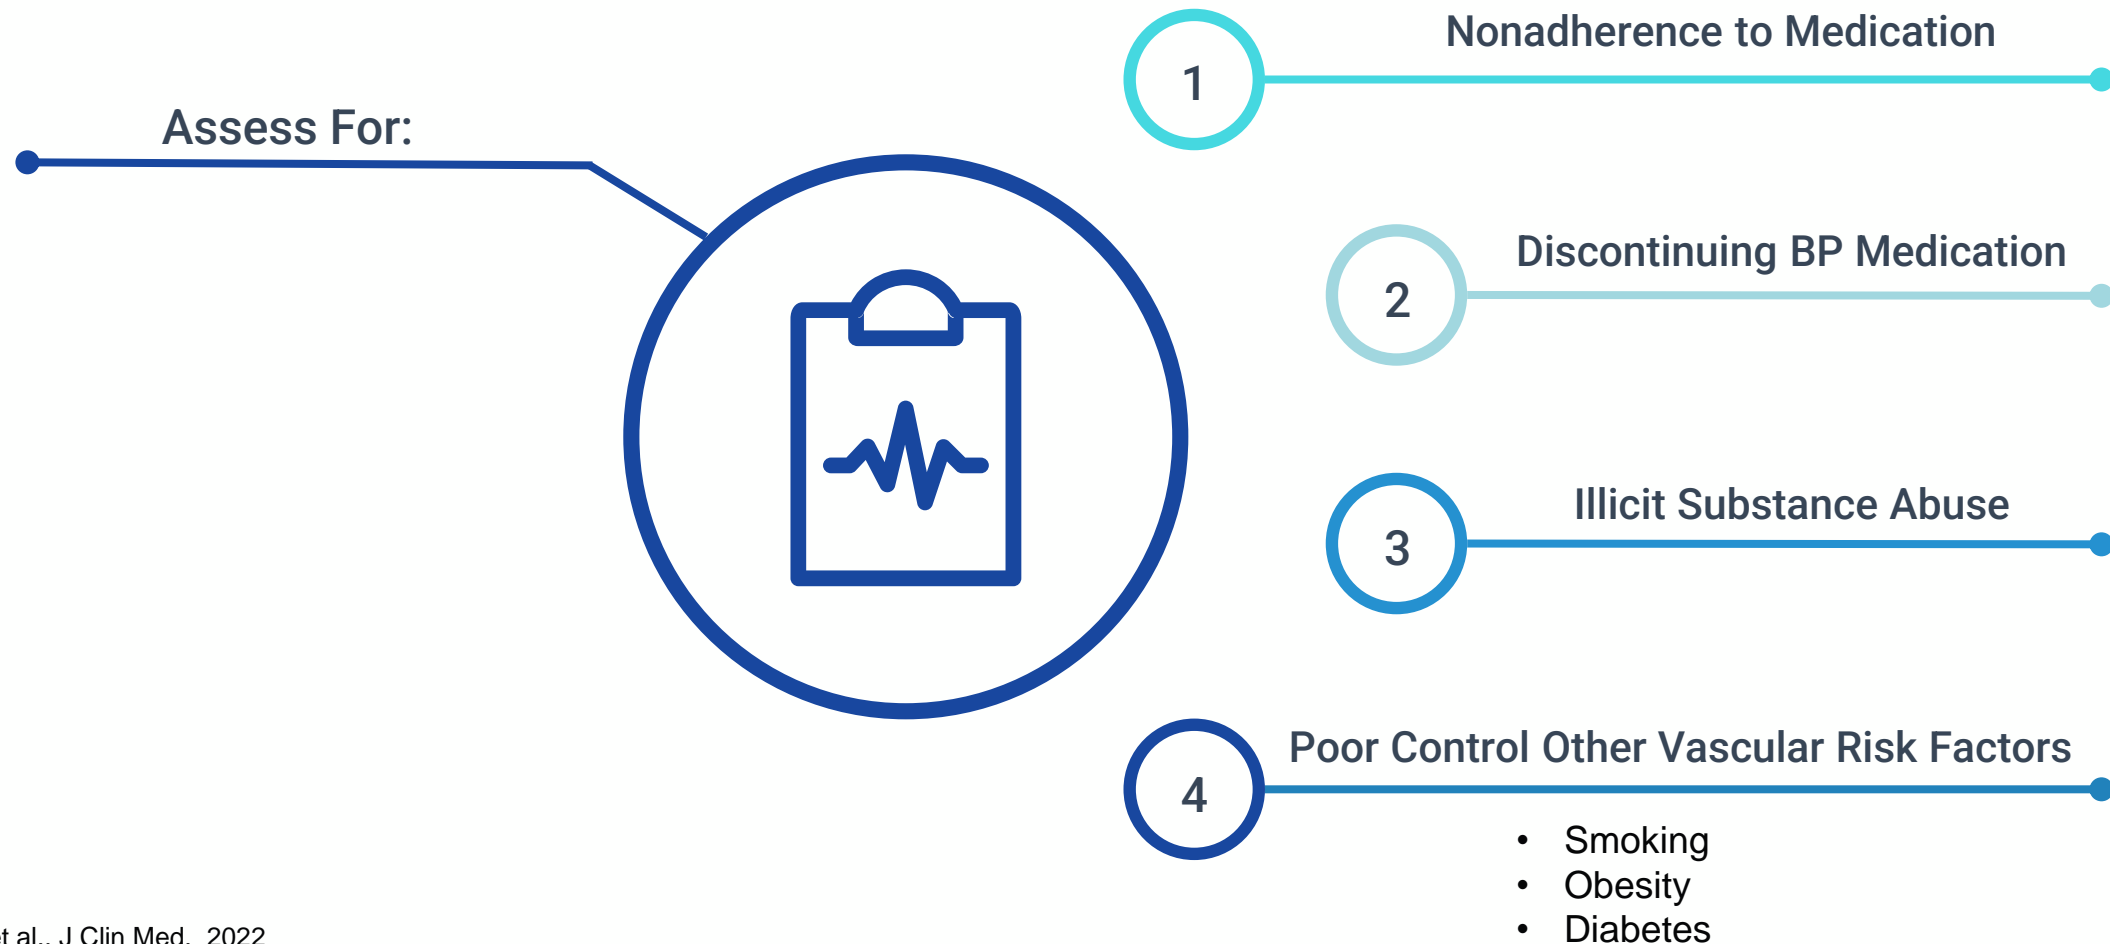 Assess For:
1
Nonadherence to Medication
2
Discontinuing BP Medication
3
Illicit Substance Abuse
4
Poor Control Other Vascular Risk Factors
• Smoking
• Obesity
• Diabetes
et al., J Clin Med, 2022